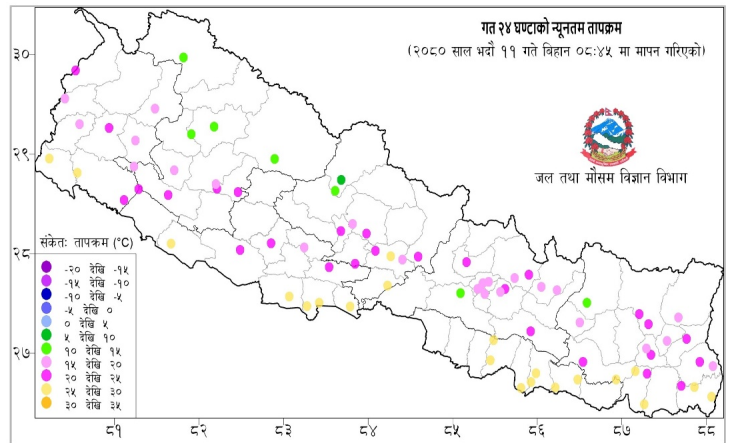 गत २४ घण्टाको न्यूनतम तापक्रम
(२०८० साल भदौ ११ गते विहान ०८:४५ मा मापन गरिएको)
जल तथा मौसम विज्ञान विभाग
संकेतः तापक्रम (°C)
-२० देखि -१५
-१५ देखि -१०
-१० देखि -५
-५ देखि ०
० देखि ५
५ देखि १०
१० देखि १५
१५ देखि २०
२० देखि २५
२५ देखि ३०
३० देखि ३५
३०
२९
२८
२७
८१ ८२ ८३ ८४ ८५ ८६ ८७ ८८